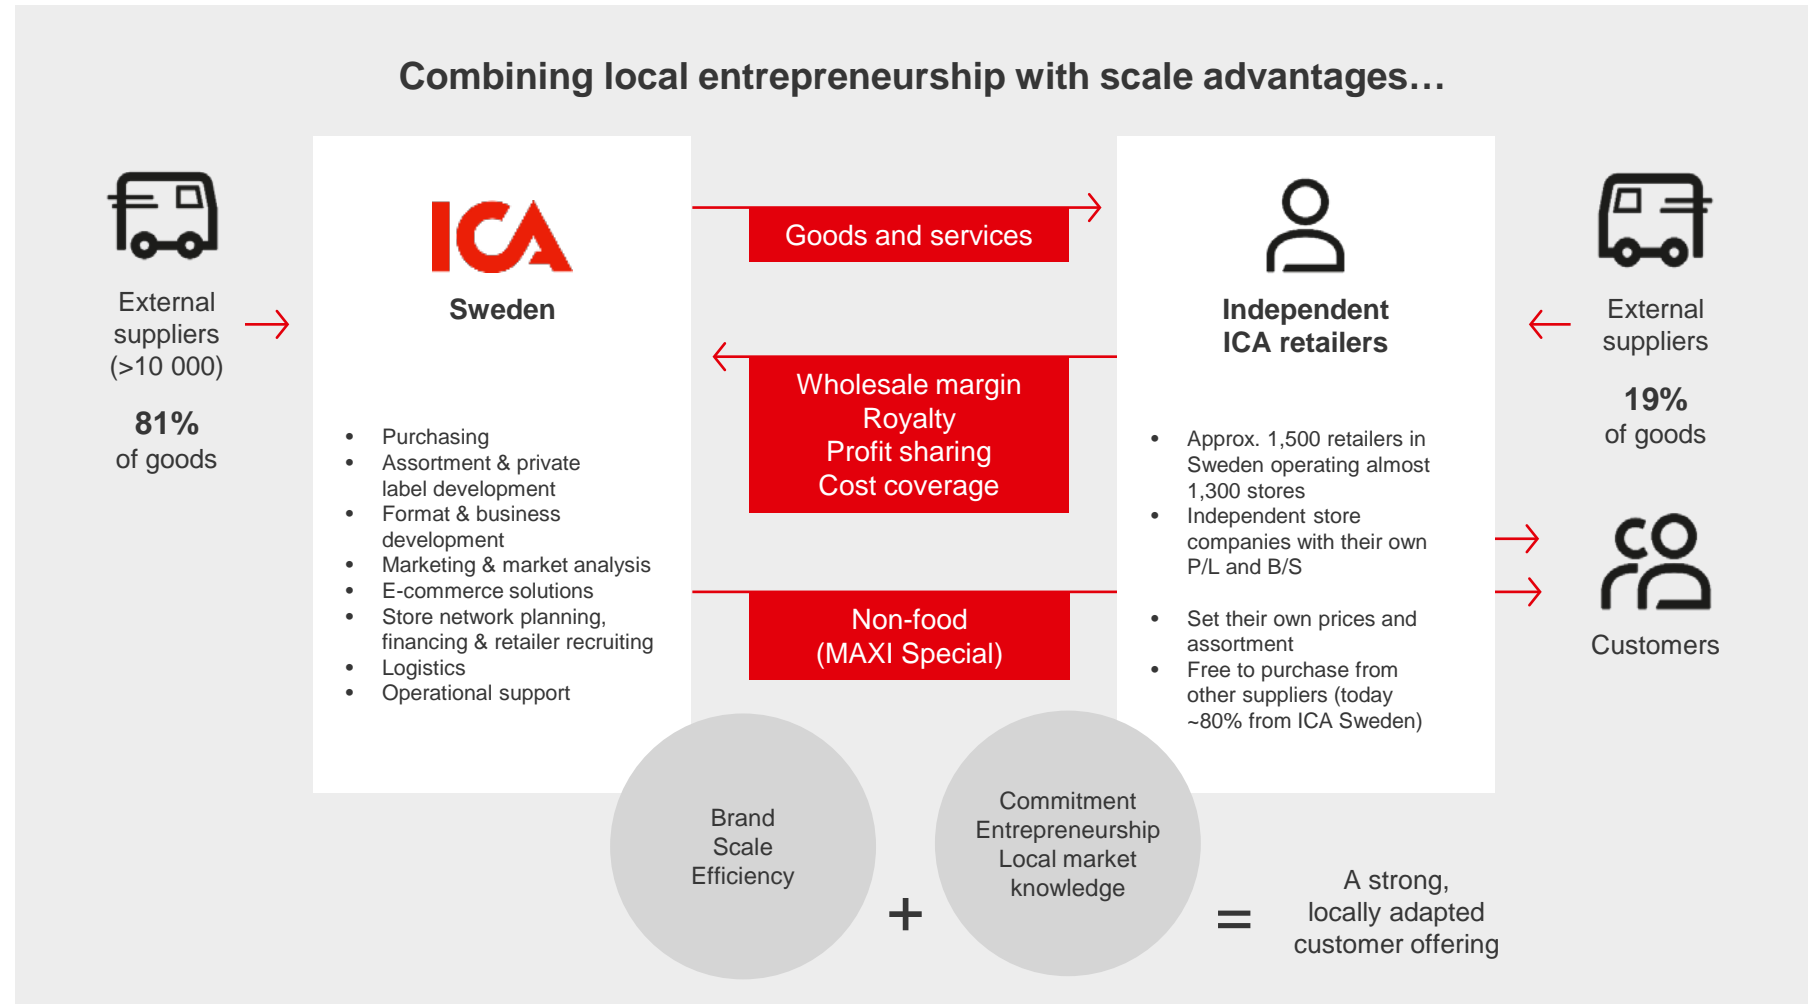 Combining local entrepreneurship with scale advantages…
External
suppliers
(>10 000)
81%
of goods
ICA
Sweden
• Purchasing
• Assortment & private
label development
• Format & business
development
• Marketing & market analysis
• E-commerce solutions
• Store network planning,
financing & retailer recruiting
• Logistics
• Operational support
Goods and services
Wholesale margin
Royalty
Profit sharing
Cost coverage
Non-food
(MAXI Special)
Independent
ICA retailers
• Approx. 1,500 retailers in
Sweden operating almost
1,300 stores
• Independent store
companies with their own
P/L and B/S
• Set their own prices and
assortment
• Free to purchase from
other suppliers (today
~80% from ICA Sweden)
External
suppliers
19%
of goods
Customers
Brand
Scale
Efficiency
+
Commitment
Entrepreneurship
Local market
knowledge
=
A strong,
locally adapted
customer offering